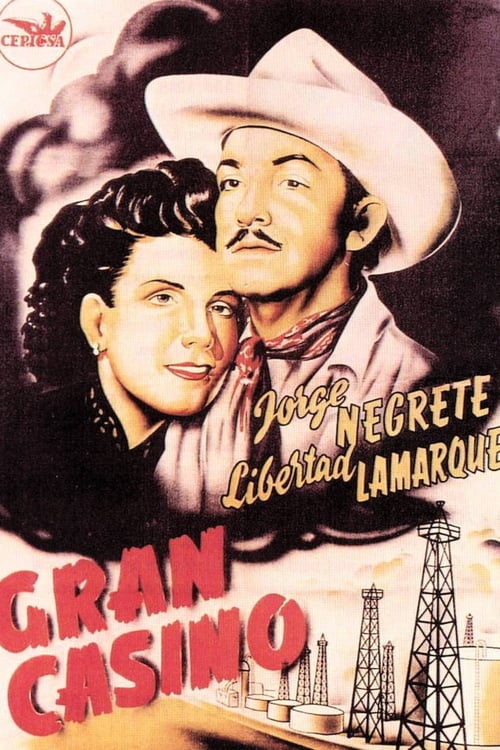 CEPICSA
Jorge NEGRETE
Libertad LAMARQUE
GRAN
CASINO